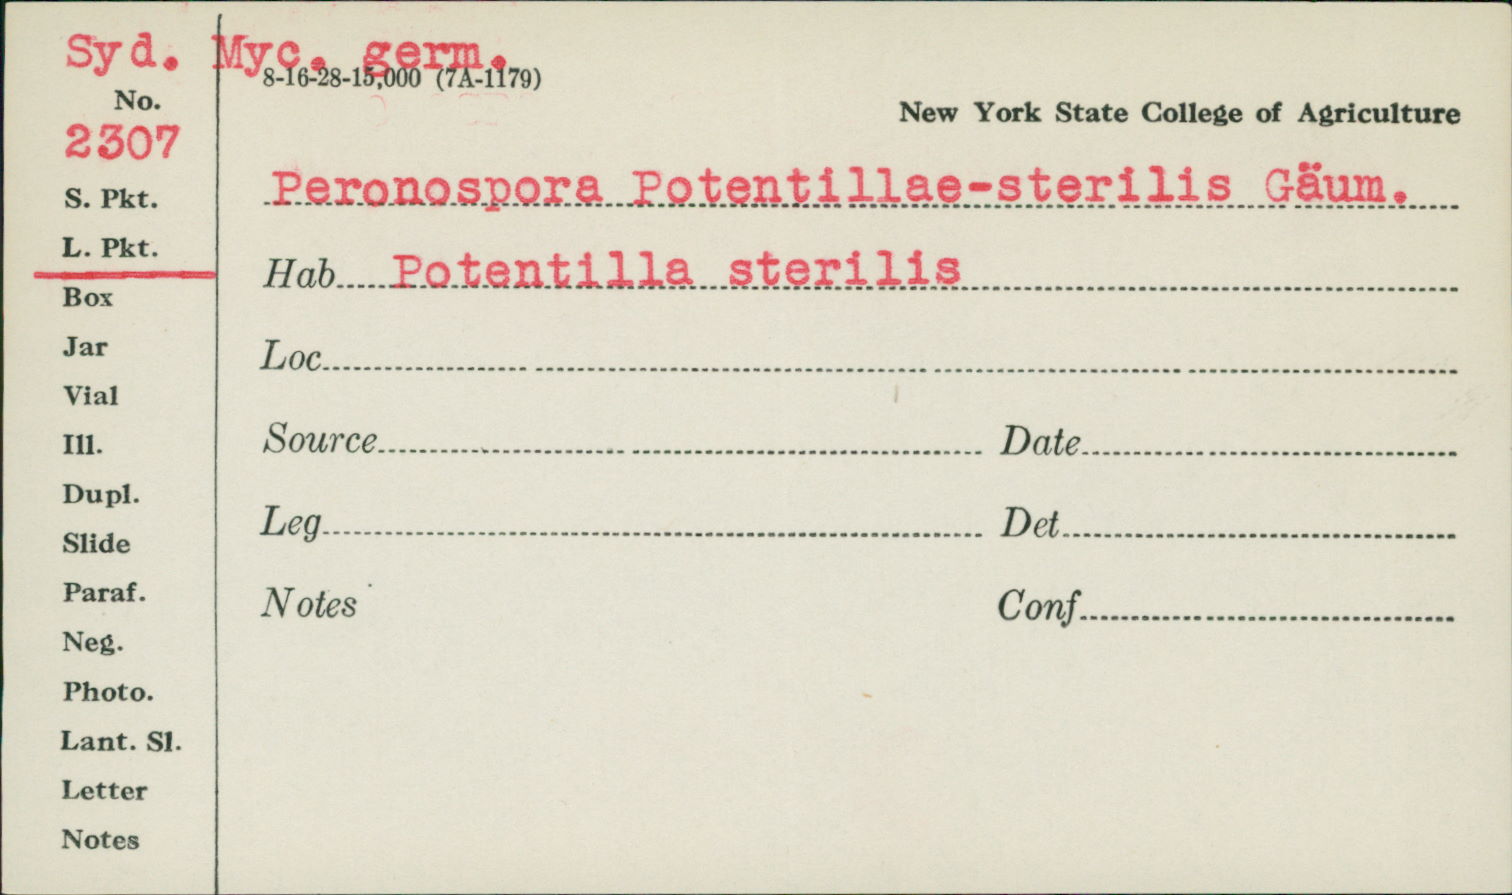 Syd. Myc. germ.
8-16-28-15,000 (7A-1179)
No.
2307
New York State College of Agriculture
S. Pkt.
Peronospora Potentillae-sterilis Gäum.
L. Pkt.
Hab Potentilla sterilis
Box
Jar
Loc
Vial
Ill.
Source Date
Dupl.
Slide
Leg Det
Paraf.
Notes Conf
Neg.
Photo.
Lant. Sl.
Letter
Notes